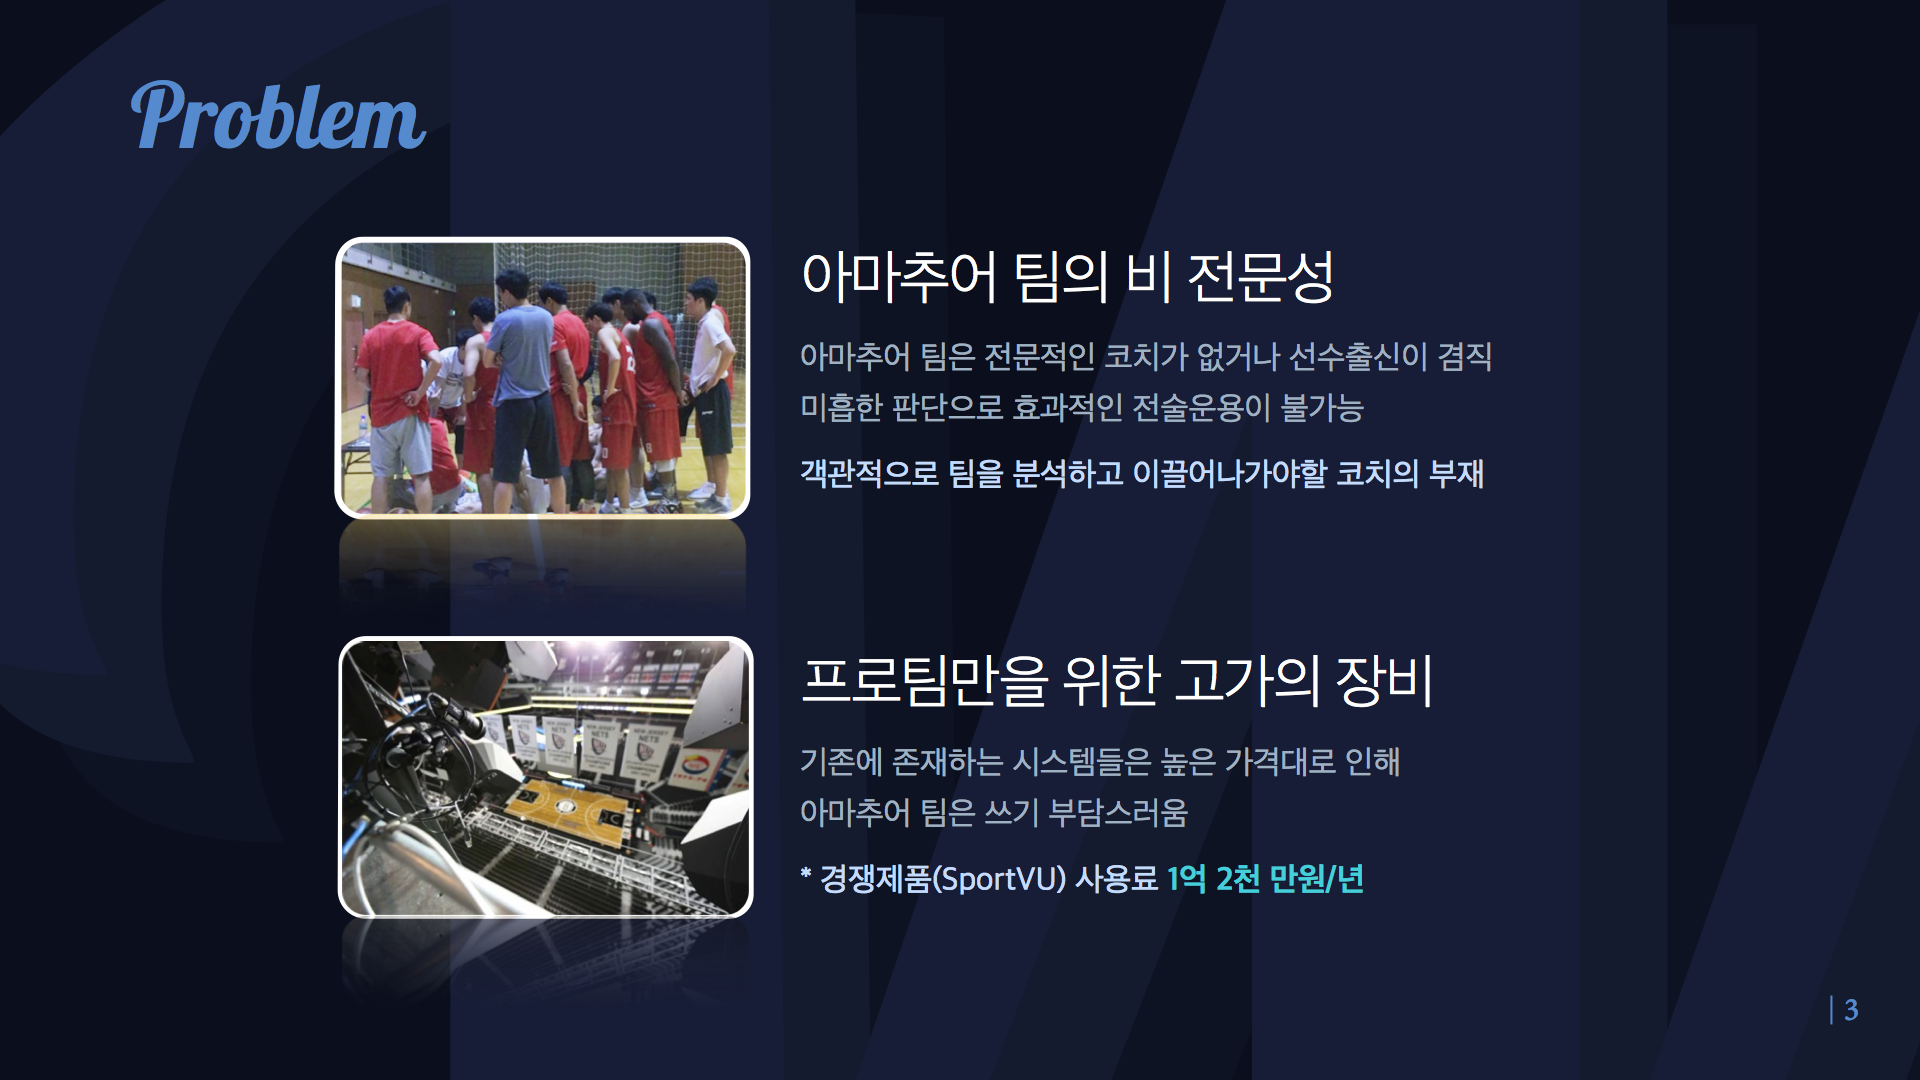 Problem
아마추어 팀의 비 전문성
아마추어 팀은 전문적인 코치가 없거나 선수출신이 겸직
미흡한 판단으로 효과적인 전술운용이 불가능
객관적으로 팀을 분석하고 이끌어나가야할 코치의 부재
NEW JERSEY
NETS
NEW JERSEY
NETS
프로팀만을 위한 고가의 장비
기존에 존재하는 시스템들은 높은 가격대로 인해
아마추어 팀은 쓰기 부담스러움
* 경쟁제품(SportVU) 사용료 1억 2천 만원/년
| 3